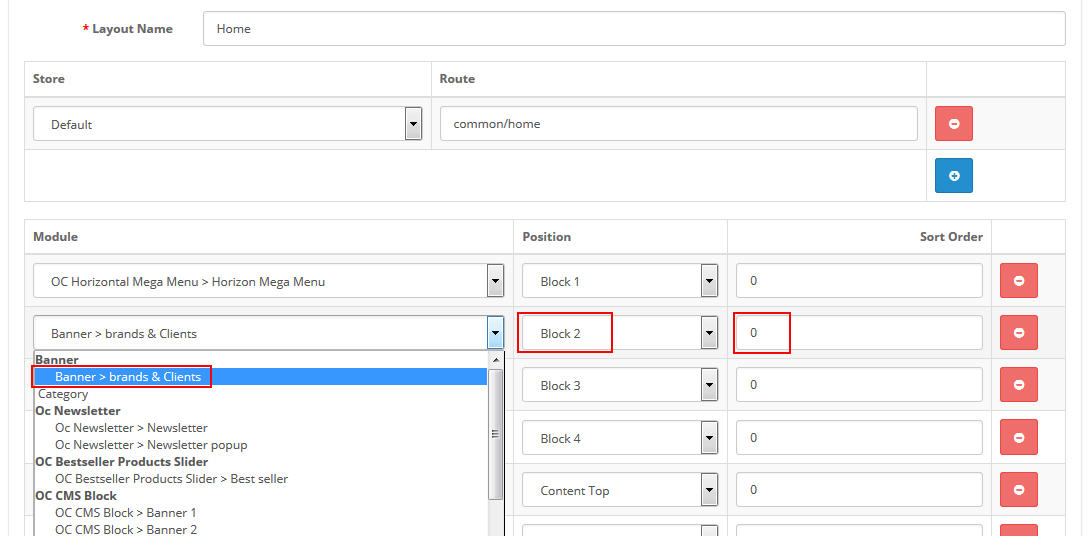 * Layout Name Home
Store Route
Default common/home
Module Position Sort Order
OC Horizontal Mega Menu > Horizon Mega Menu Block 1 0
Banner > brands & Clients Block 2 0
Banner
Banner > brands & Clients
Block 3 0
Category
Oc Newsletter
Oc Newsletter > Newsletter
Block 4 0
Oc Newsletter > Newsletter popup
OC Bestseller Products Slider
OC Bestseller Products Slider > Best seller
Content Top 0
OC CMS Block
OC CMS Block > Banner 1
OC CMS Block > Banner 2